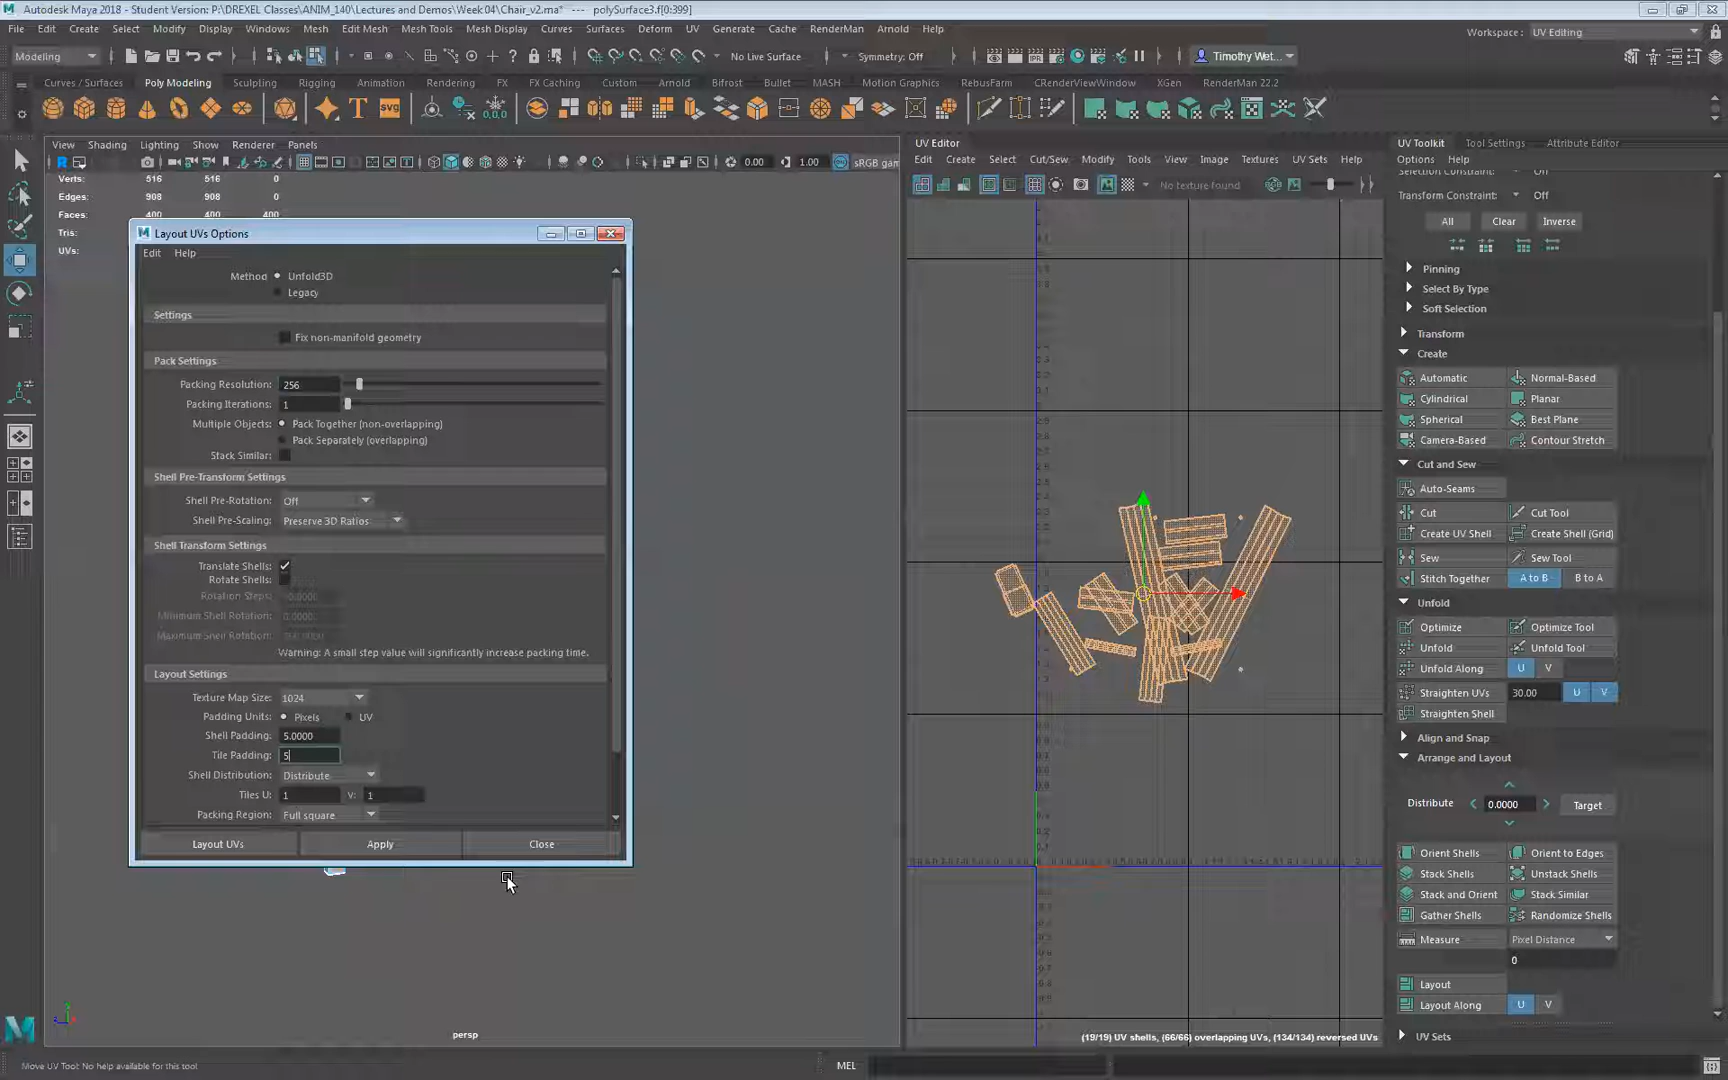 Autodesk Maya 2018 - Student Version: P:\DREXEL Classes\ANIM_140\Lectures and Demos\Week 04\Chair_v2.ma* --- polySurface3.f[0:399]
File Edit Create Select Modify Display Windows Mesh Edit Mesh Mesh Tools Mesh Display Curves Surfaces Deform UV Generate Cache RenderMan Arnold Help
Workspace : UV Editing
Modeling
No Live Surface
Symmetry: Off
Timothy Wet...
Curves / Surfaces Poly Modeling Sculpting Rigging Animation Rendering FX FX Caching Custom Arnold Bifrost Bullet MASH Motion Graphics RebusFarm CRenderViewWindow XGen RenderMan 22.2
View Shading Lighting Show Renderer Panels
0.00 1.00 sRGB gam
Verts: 516 516 0
Edges: 908 908 0
Faces: 400 400 400
Tris:
UVs:
Layout UVs Options
Edit Help
Method Unfold3D
Legacy
Settings
Fix non-manifold geometry
Pack Settings
Packing Resolution: 256
Packing Iterations: 1
Multiple Objects: Pack Together (non-overlapping)
Pack Separately (overlapping)
Stack Similar:
Shell Pre-Transform Settings
Shell Pre-Rotation: Off
Shell Pre-Scaling: Preserve 3D Ratios
Shell Transform Settings
Translate Shells:
Rotate Shells:
Rotation Steps:
Minimum Shell Rotation: 0.0000
Maximum Shell Rotation:
Warning: A small step value will significantly increase packing time.
Layout Settings
Texture Map Size: 1024
Padding Units: Pixels UV
Shell Padding: 5.0000
Tile Padding: 5
Shell Distribution: Distribute
Tiles U: 1 V: 1
Packing Region: Full square
Layout UVs Apply Close
persp
UV Editor
Edit Create Select Cut/Sew Modify Tools View Image Textures UV Sets Help
No texture found
(19/19) UV shells, (66/66) overlapping UVs, (134/134) reversed UVs
UV Toolkit Tool Settings Attribute Editor
Options Help
Selection Constraint: Off
Transform Constraint: Off
All Clear Inverse
Pinning
Select By Type
Soft Selection
Transform
Create
Automatic Normal-Based
Cylindrical Planar
Spherical Best Plane
Camera-Based Contour Stretch
Cut and Sew
Auto-Seams
Cut Cut Tool
Create UV Shell Create Shell (Grid)
Sew Sew Tool
Stitch Together A to B B to A
Unfold
Optimize Optimize Tool
Unfold Unfold Tool
Unfold Along U V
Straighten UVs 30.00 U V
Straighten Shell
Align and Snap
Arrange and Layout
Distribute 0.0000 Target
Orient Shells Orient to Edges
Stack Shells Unstack Shells
Stack and Orient Stack Similar
Gather Shells Randomize Shells
Measure Pixel Distance
0
Layout
Layout Along U V
UV Sets
Move UV Tool: No help available for this tool
MEL